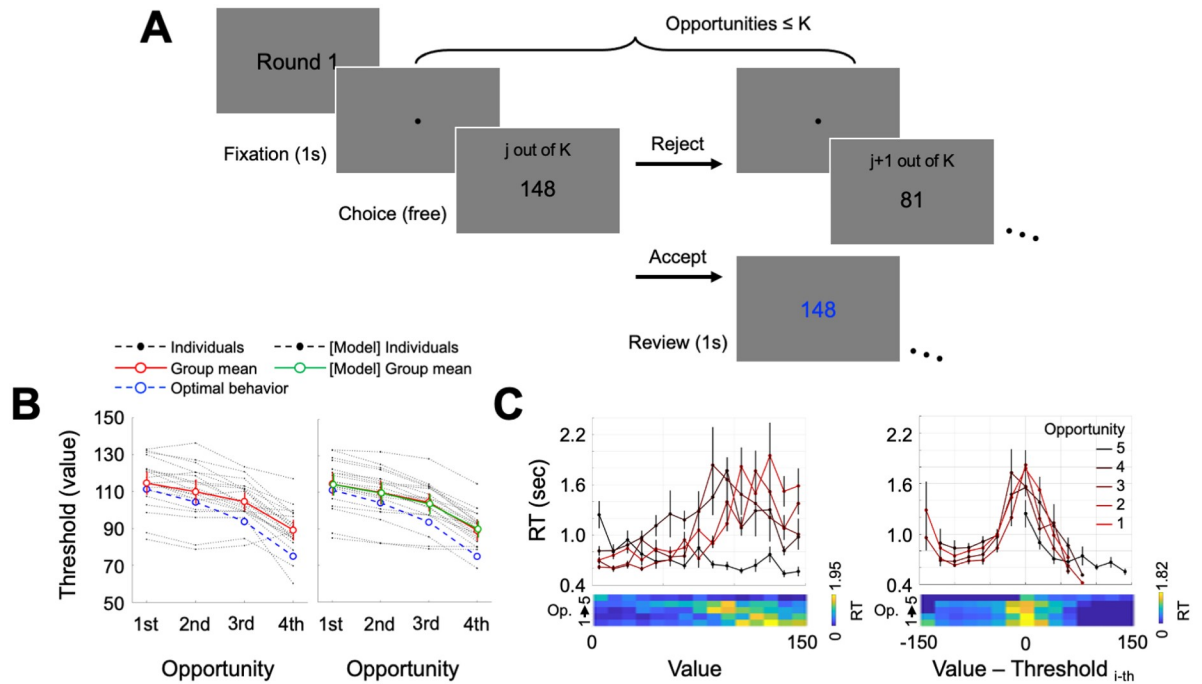 A
Opportunities ≤ K
Round 1
Fixation (1s)
j out of K
148
Choice (free)
Reject
j+1 out of K
81
Accept
148
Review (1s)
Individuals
[Model] Individuals
Group mean
[Model] Group mean
Optimal behavior
B
Threshold (value)
150
130
110
90
70
50
1st 2nd 3rd 4th
1st 2nd 3rd 4th
Opportunity
Opportunity
C
RT (sec)
2.2
1.6
1.0
0.4
Op.
1 5
0 150
Value
0 1.95
RT
2.2
1.6
1.0
0.4
Opportunity
5
4
3
2
1
Op.
1 5
-150 0 150
Value – Threshold i-th
0 1.82
RT